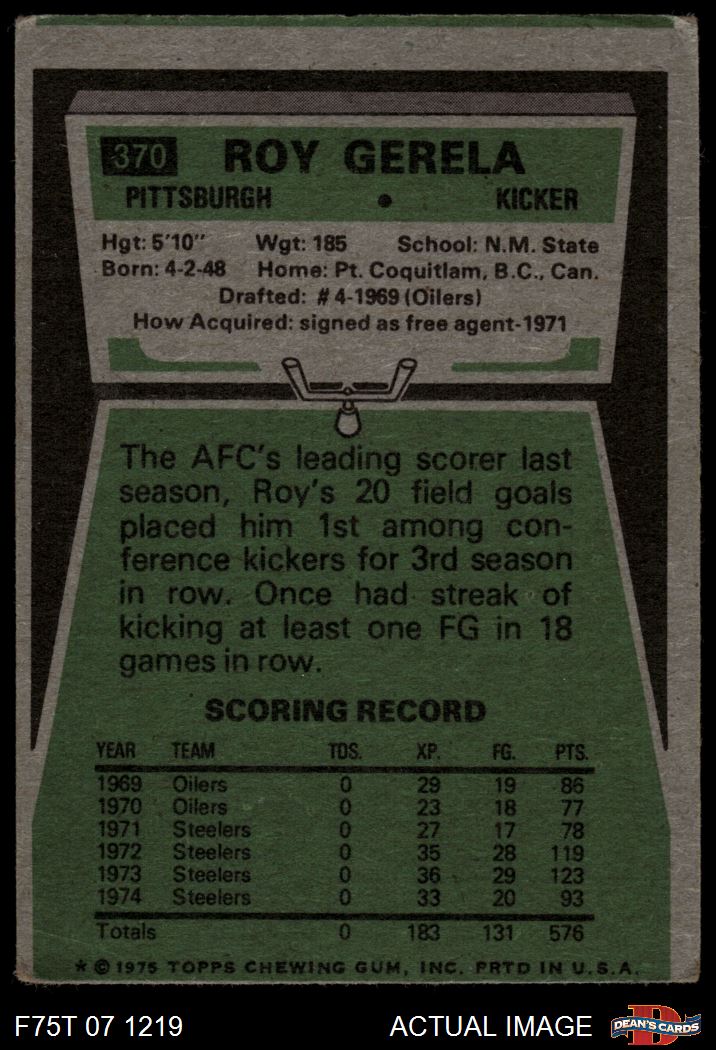 370 ROY GERELA
PITTSBURGH • KICKER
Hgt: 5'10" Wgt: 185 School: N.M. State
Born: 4-2-48 Home: Pt. Coquitlam, B.C., Can.
Drafted: #4-1969 (Oilers)
How Acquired: signed as free agent-1971
The AFC's leading scorer last
season, Roy's 20 field goals
placed him 1st among con-
ference kickers for 3rd season
in row. Once had streak of
kicking at least one FG in 18
games in row.
SCORING RECORD
YEAR TEAM TDS. XP. FG. PTS.
1969 Oilers 0 29 19 86
1970 Oilers 0 23 18 77
1971 Steelers 0 27 17 78
1972 Steelers 0 35 28 119
1973 Steelers 0 36 29 123
1974 Steelers 0 33 20 93
Totals 0 183 131 576
* © 1975 TOPPS CHEWING GUM, INC. PRTD IN U.S.A.
F75T 07 1219 ACTUAL IMAGE DEAN'S CARDS